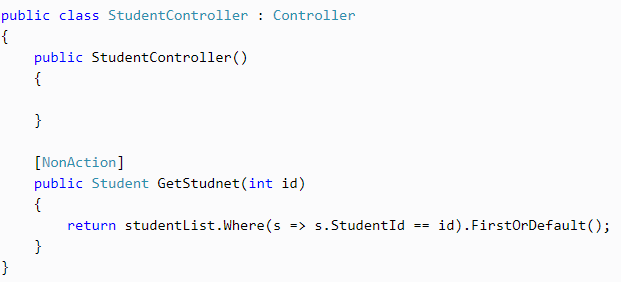 public class StudentController : Controller
{
    public StudentController()
    {

    }

    [NonAction]
    public Student GetStudnet(int id)
    {
        return studentList.Where(s => s.StudentId == id).FirstOrDefault();
    }
}